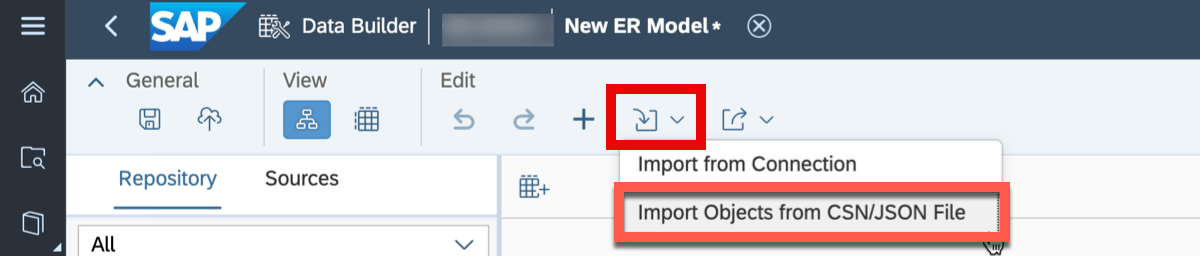 SAP Data Builder New ER Model*
General View Edit
Import from Connection
Repository Sources
Import Objects from CSN/JSON File
All